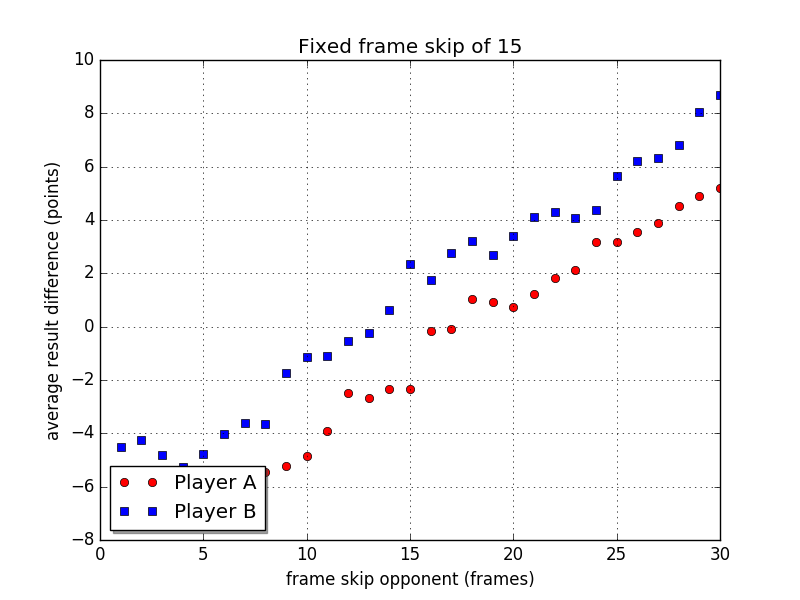 Fixed frame skip of 15
10
8
6
4
2
0
−2
−4
−6
−8
average result difference (points)
Player A
Player B
0 5 10 15 20 25 30
frame skip opponent (frames)